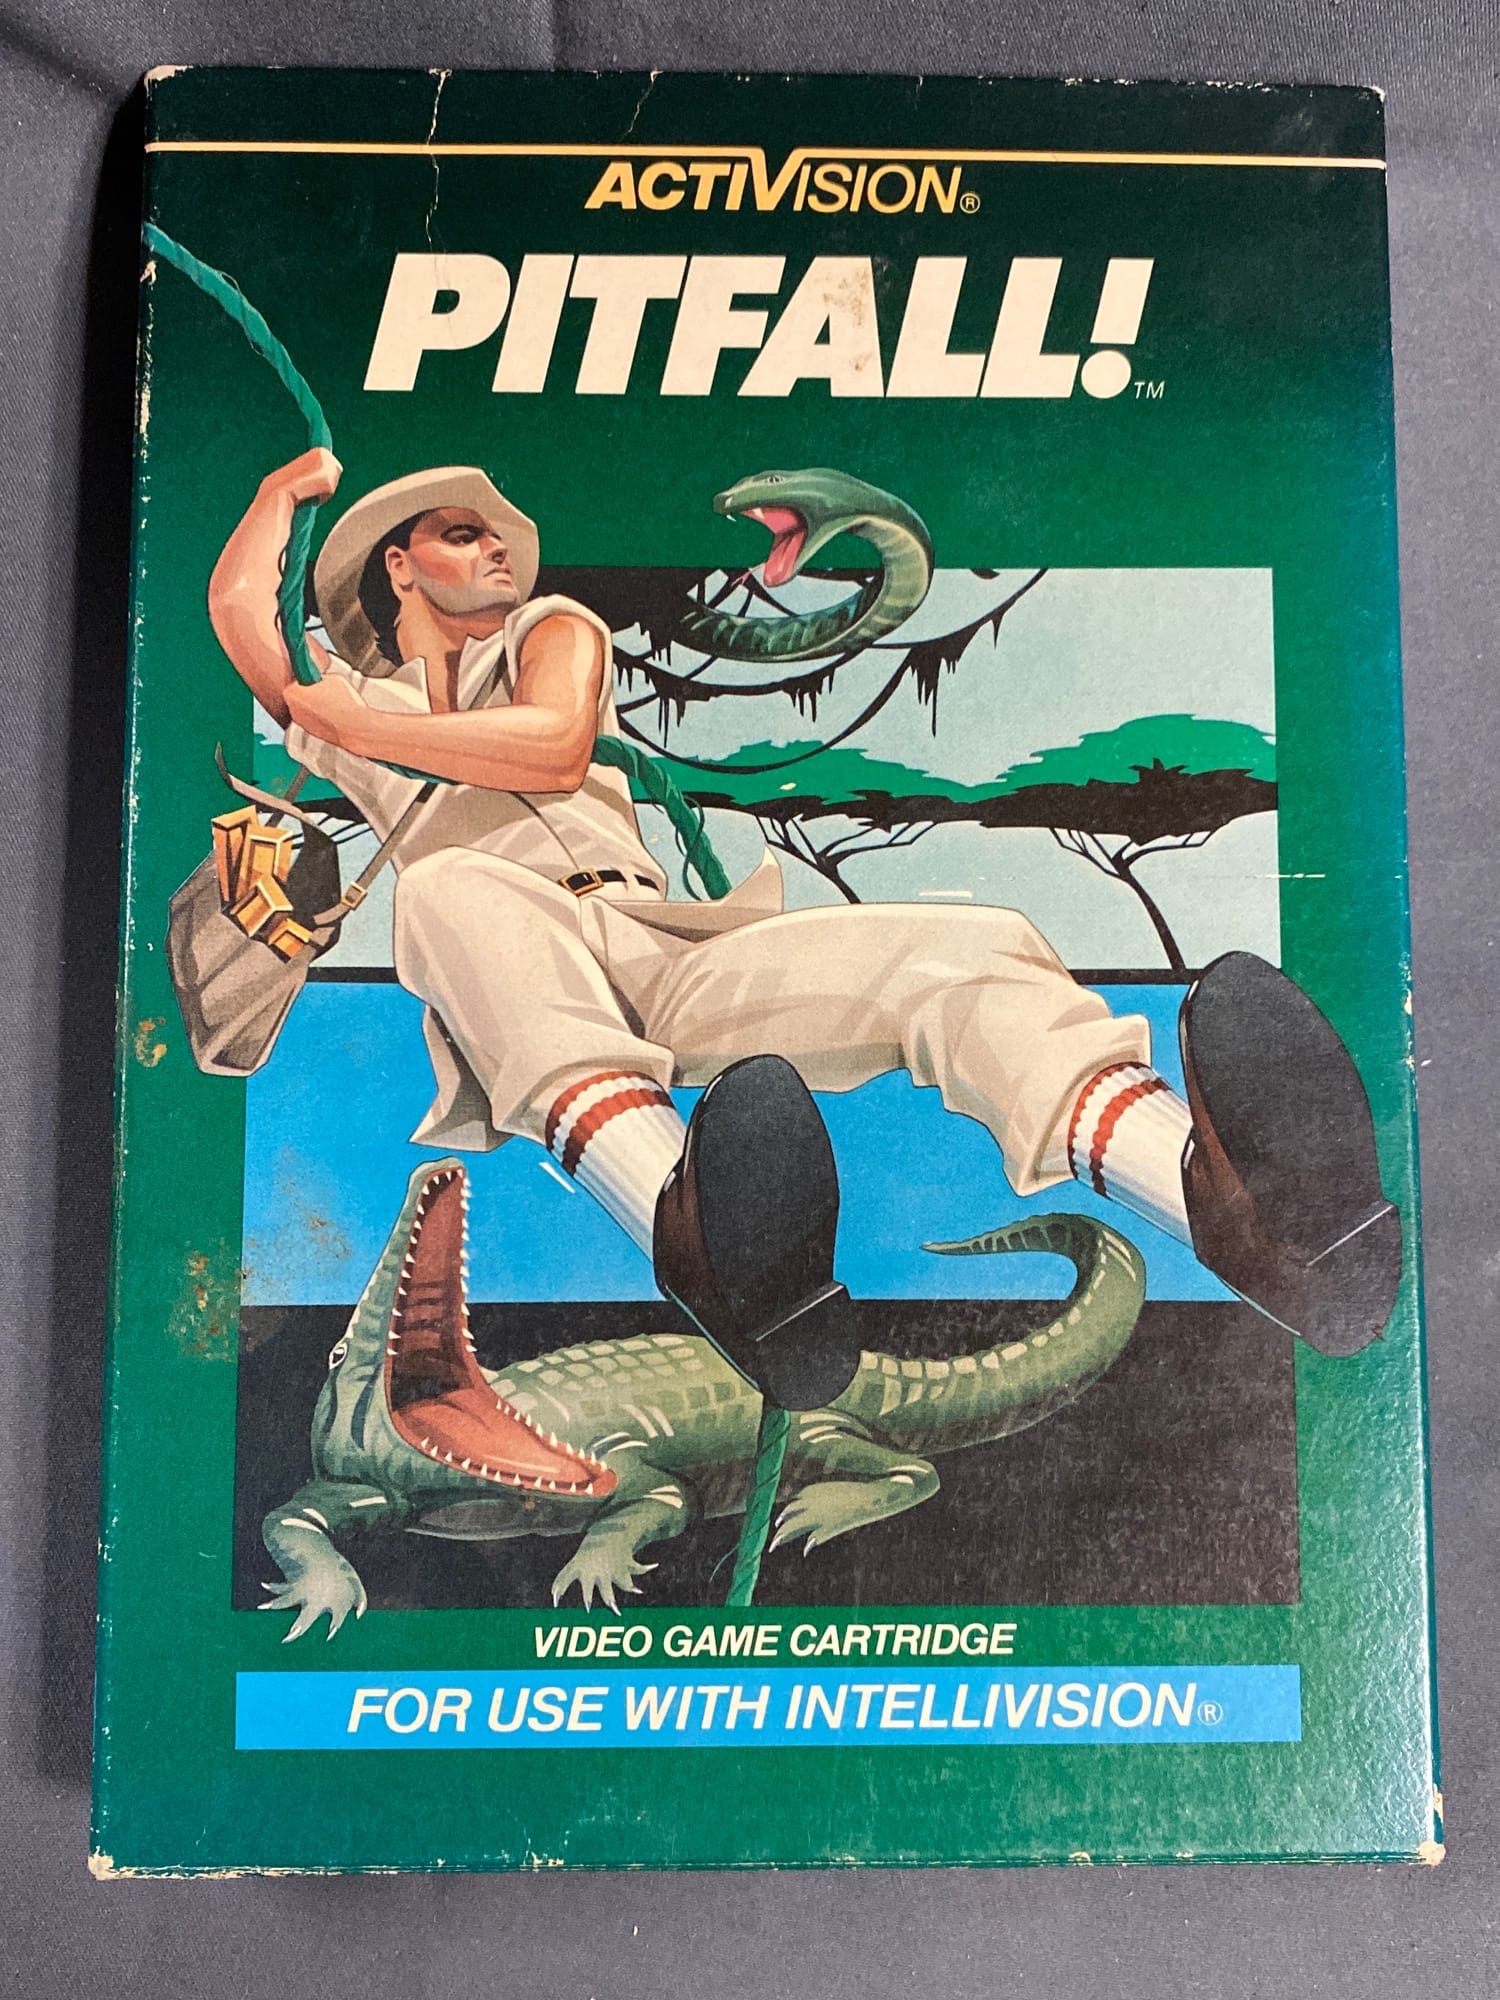 ACTIVISION®
PITFALL!™
VIDEO GAME CARTRIDGE
FOR USE WITH INTELLIVISION®